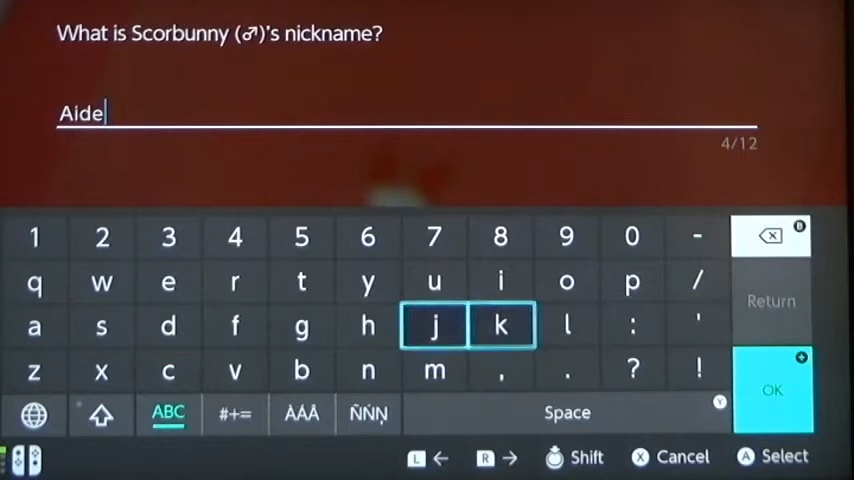 What is Scorbunny (♂)'s nickname?
Aide
4/12
1 2 3 4 5 6 7 8 9 0 - B
q w e r t y u i o p /
Return
a s d f g h j k l : '
z x c v b n m , . ? ! + OK
ABC #+= ÀÁÂ ÑŃŅ Space Y
L ← R → Shift X Cancel A Select